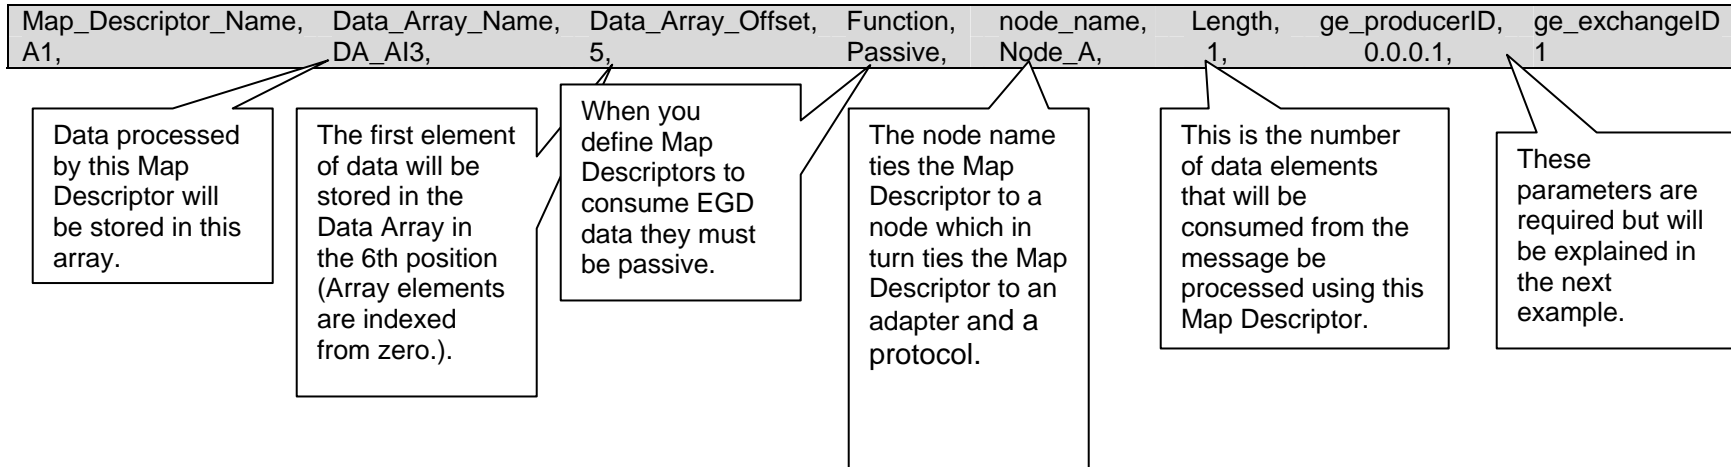 Map_Descriptor_Name, Data_Array_Name, Data_Array_Offset, Function, node_name, Length, ge_producerID, ge_exchangeID
A1, DA_AI3, 5, Passive, Node_A, 1, 0.0.0.1, 1
Data processed
by this Map
Descriptor will
be stored in this
array.
The first element
of data will be
stored in the
Data Array in
the 6th position
(Array elements
are indexed
from zero.).
When you
define Map
Descriptors to
consume EGD
data they must
be passive.
The node name
ties the Map
Descriptor to a
node which in
turn ties the Map
Descriptor to an
adapter and a
protocol.
This is the number
of data elements
that will be
consumed from the
message be
processed using this
Map Descriptor.
These
parameters are
required but will
be explained in
the next
example.